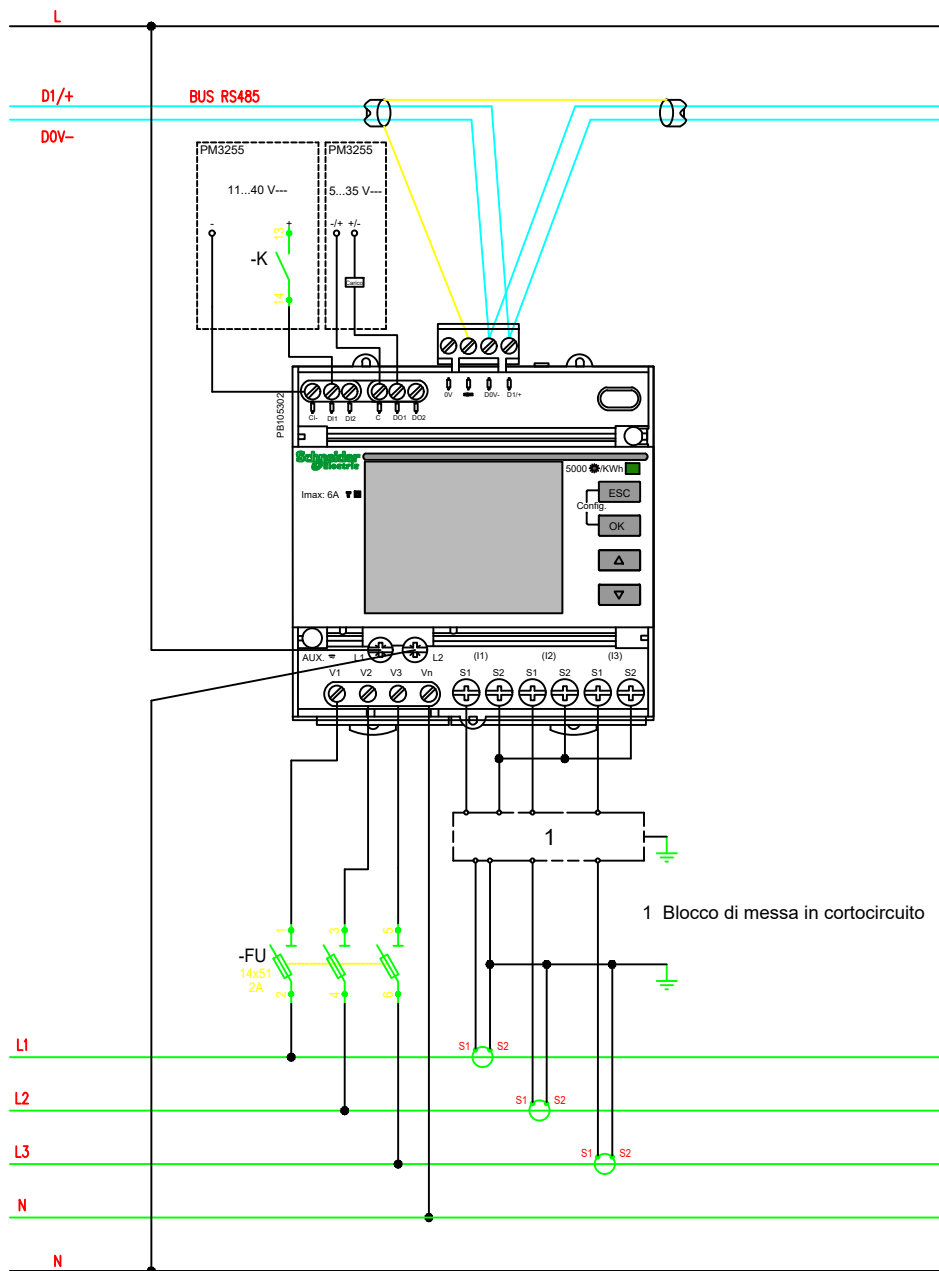 L
D1/+
BUS RS485
D0V-
PM3255
PM3255
11...40 V---
5...35 V---
-
+
-/+
+/-
13
-K
14
Carico
0V
D0V-
D1/+
CI-
DI1
DI2
C
DO1
DO2
PB105302
Schneider
Electric
5000
/KWh
Imax: 6A
ESC
Config.
OK
AUX.
L1
L2
(I1)
(I2)
(I3)
V1
V2
V3
Vn
S1
S2
S1
S2
S1
S2
1
1 Blocco di messa in cortocircuito
1
3
5
-FU
14x51
2A
2
4
6
L1
S1
S2
L2
S1
S2
L3
S1
S2
N
N